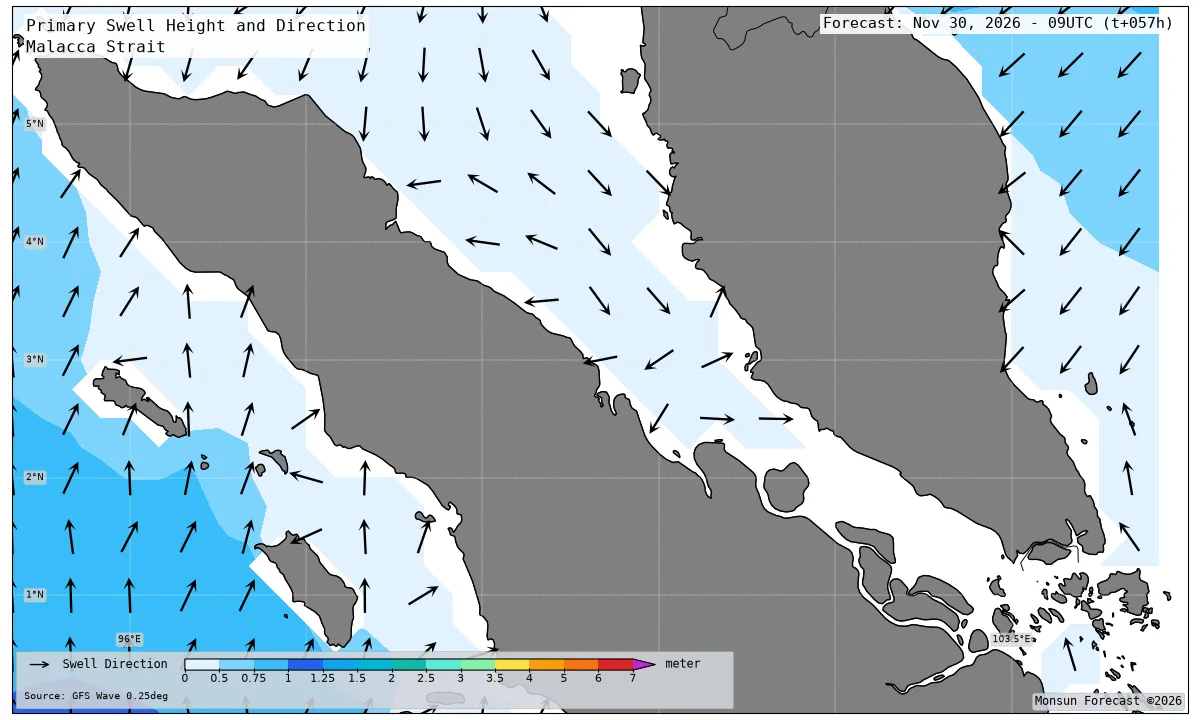 Primary Swell Height and Direction
Malacca Strait
Forecast: Nov 30, 2026 - 09UTC (t+057h)
5°N
4°N
3°N
2°N
1°N
96°E
103.5°E
Swell Direction
meter
0 0.5 0.75 1 1.25 1.5 2 2.5 3 3.5 4 5 6 7
Source: GFS Wave 0.25deg
Monsun Forecast ©2026